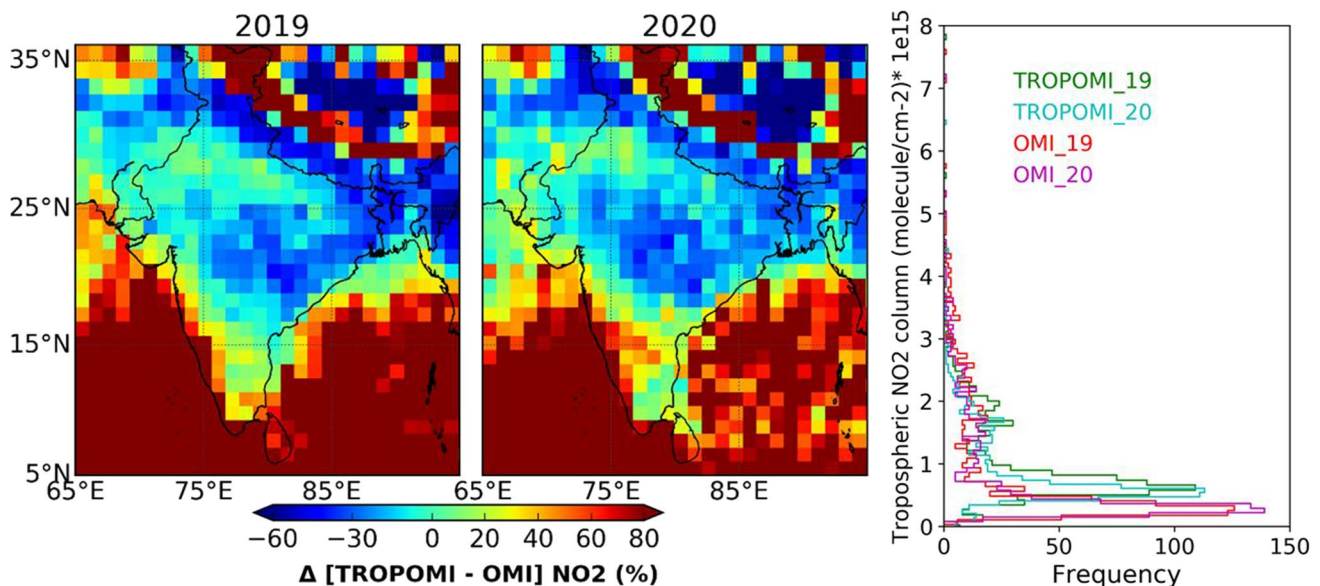 2019
2020
35°N
25°N
15°N
5°N
65°E
75°E
85°E
65°E
75°E
85°E
−60
−30
0
20
40
60
80
Δ [TROPOMI - OMI] NO2 (%)
Tropospheric NO2 column (molecule/cm-2)* 1e15
8
7
6
5
4
3
2
1
0
TROPOMI_19
TROPOMI_20
OMI_19
OMI_20
0
50
100
150
Frequency